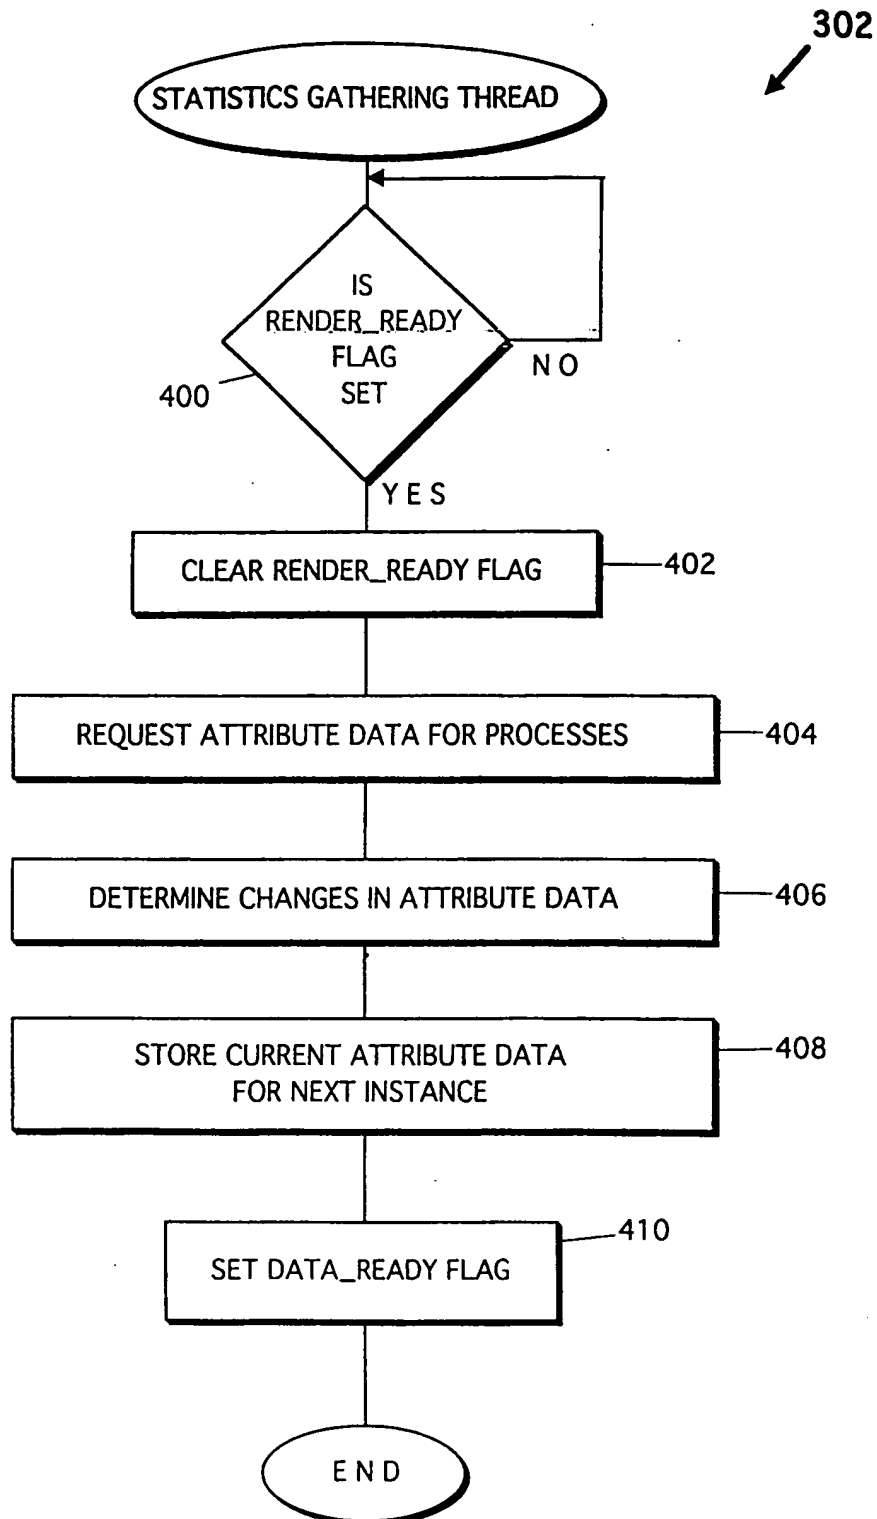 302
STATISTICS GATHERING THREAD
IS
RENDER_READY
FLAG
SET
NO
400
YES
CLEAR RENDER_READY FLAG
402
REQUEST ATTRIBUTE DATA FOR PROCESSES
404
DETERMINE CHANGES IN ATTRIBUTE DATA
406
STORE CURRENT ATTRIBUTE DATA
FOR NEXT INSTANCE
408
SET DATA_READY FLAG
410
END